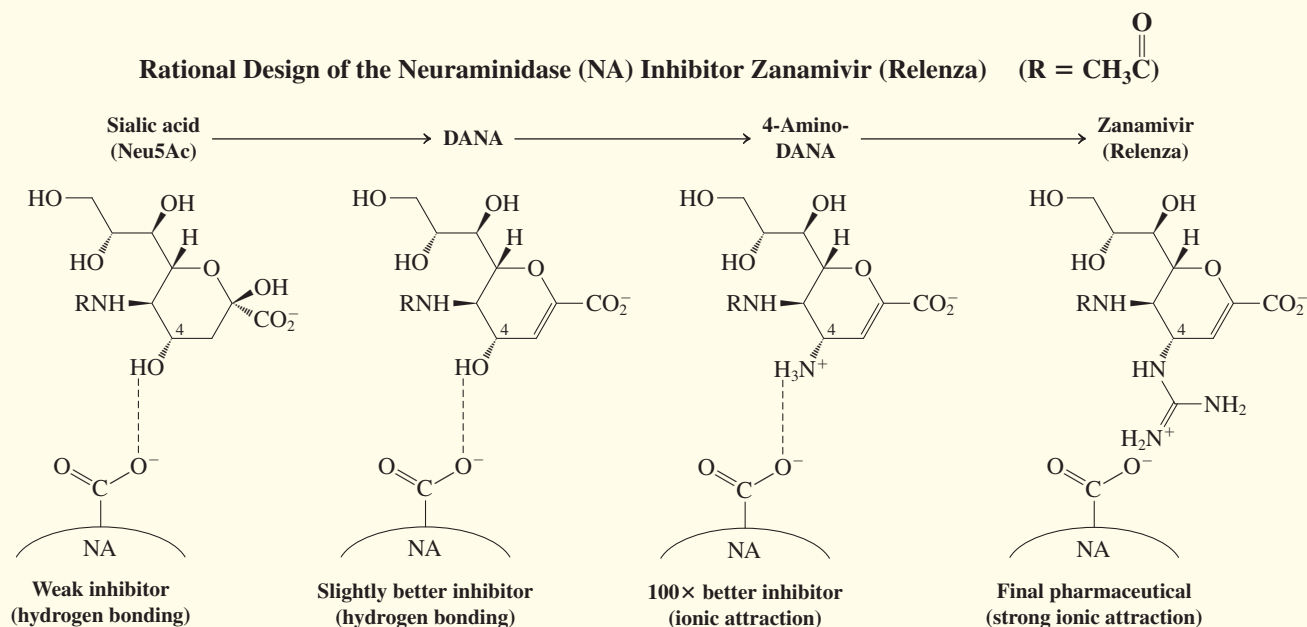 Rational Design of the Neuraminidase (NA) Inhibitor Zanamivir (Relenza) (R = CH₃C)
O
Sialic acid
(Neu5Ac)
DANA
4-Amino-
DANA
Zanamivir
(Relenza)
HO
OH
H
HO
O
OH
RNH
CO₂⁻
4
HO
O
O⁻
C
NA
Weak inhibitor
(hydrogen bonding)
HO
OH
H
HO
O
RNH
CO₂⁻
4
HO
O
O⁻
C
NA
Slightly better inhibitor
(hydrogen bonding)
HO
OH
H
HO
O
RNH
CO₂⁻
4
H₃N⁺
O
O⁻
C
NA
100× better inhibitor
(ionic attraction)
HO
OH
H
HO
O
RNH
CO₂⁻
4
HN
NH₂
H₂N⁺
O
O⁻
C
NA
Final pharmaceutical
(strong ionic attraction)